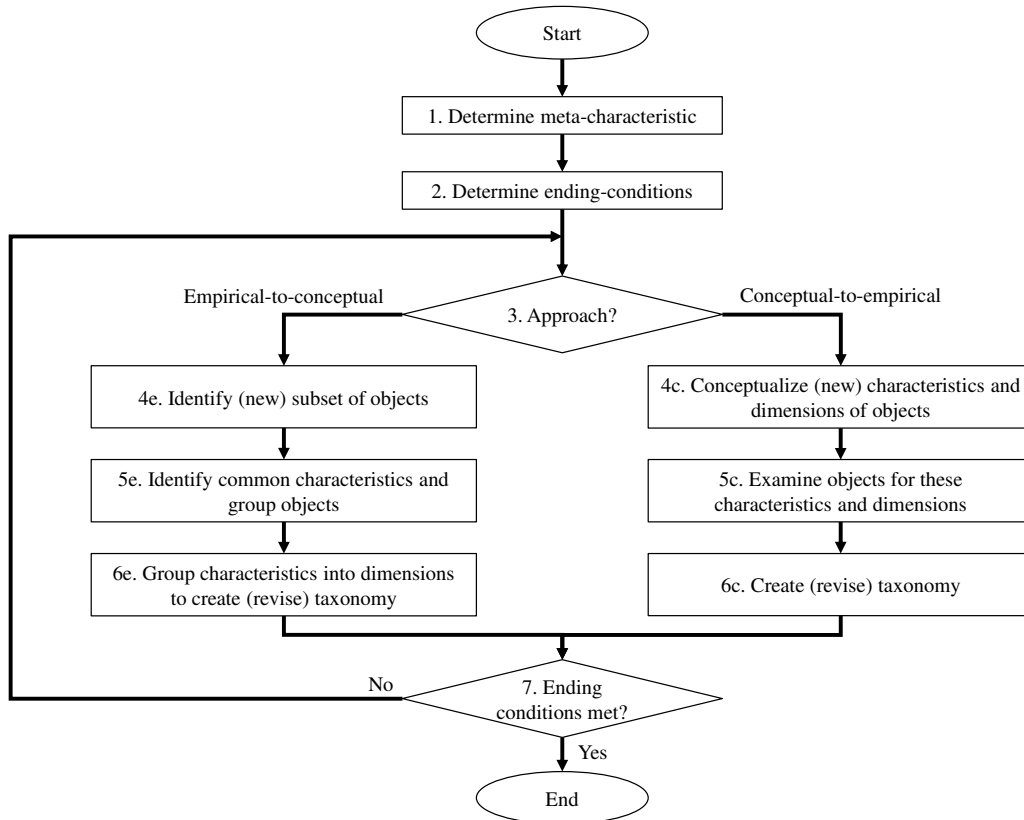 Start
1. Determine meta-characteristic
2. Determine ending-conditions
Empirical-to-conceptual
Conceptual-to-empirical
3. Approach?
4e. Identify (new) subset of objects
4c. Conceptualize (new) characteristics and
dimensions of objects
5e. Identify common characteristics and
group objects
5c. Examine objects for these
characteristics and dimensions
6e. Group characteristics into dimensions
to create (revise) taxonomy
6c. Create (revise) taxonomy
No
7. Ending
conditions met?
Yes
End